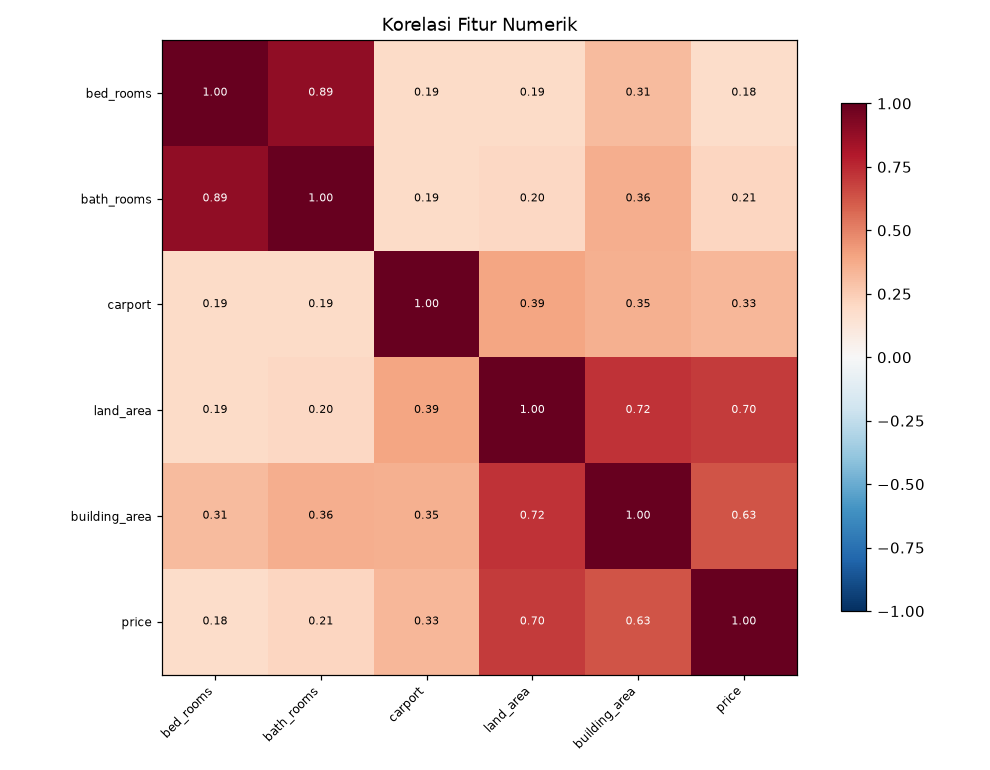 Korelasi Fitur Numerik
bed_rooms 1.00 0.89 0.19 0.19 0.31 0.18
bath_rooms 0.89 1.00 0.19 0.20 0.36 0.21
carport 0.19 0.19 1.00 0.39 0.35 0.33
land_area 0.19 0.20 0.39 1.00 0.72 0.70
building_area 0.31 0.36 0.35 0.72 1.00 0.63
price 0.18 0.21 0.33 0.70 0.63 1.00
bed_rooms bath_rooms carport land_area building_area price
1.00
0.75
0.50
0.25
0.00
−0.25
−0.50
−0.75
−1.00